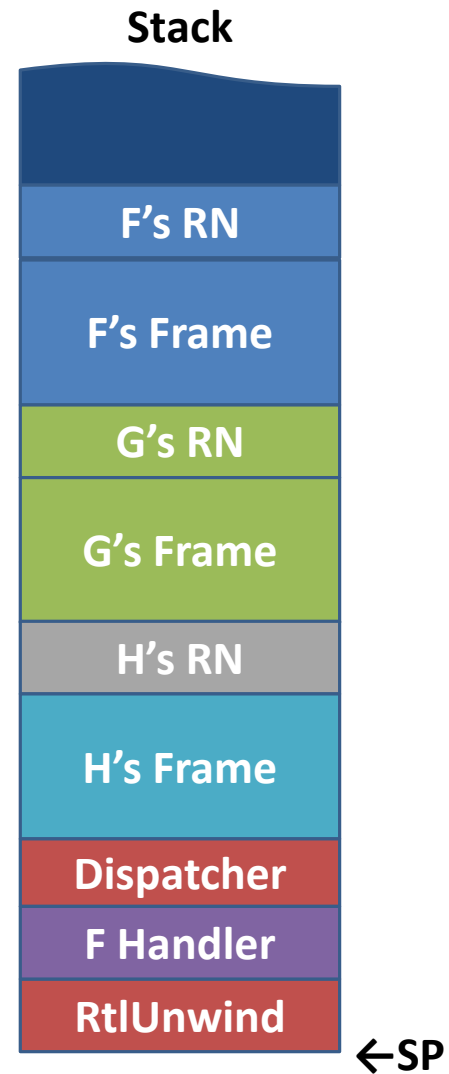 Stack
F’s RN
F’s Frame
G’s RN
G’s Frame
H’s RN
H’s Frame
Dispatcher
F Handler
RtlUnwind
←SP